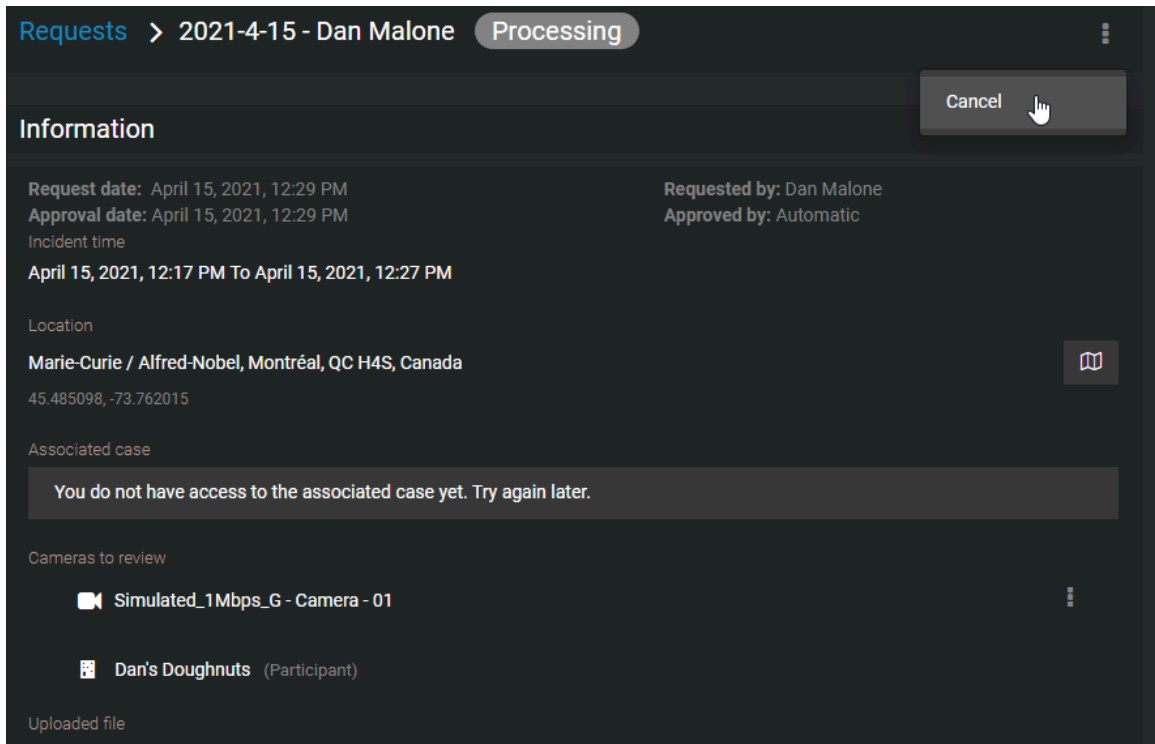 Requests > 2021-4-15 - Dan Malone Processing
Cancel
Information
Request date: April 15, 2021, 12:29 PM Requested by: Dan Malone
Approval date: April 15, 2021, 12:29 PM Approved by: Automatic
Incident time
April 15, 2021, 12:17 PM To April 15, 2021, 12:27 PM
Location
Marie-Curie / Alfred-Nobel, Montréal, QC H4S, Canada
45.485098, -73.762015
Associated case
You do not have access to the associated case yet. Try again later.
Cameras to review
Simulated_1Mbps_G - Camera - 01
Dan's Doughnuts (Participant)
Uploaded file